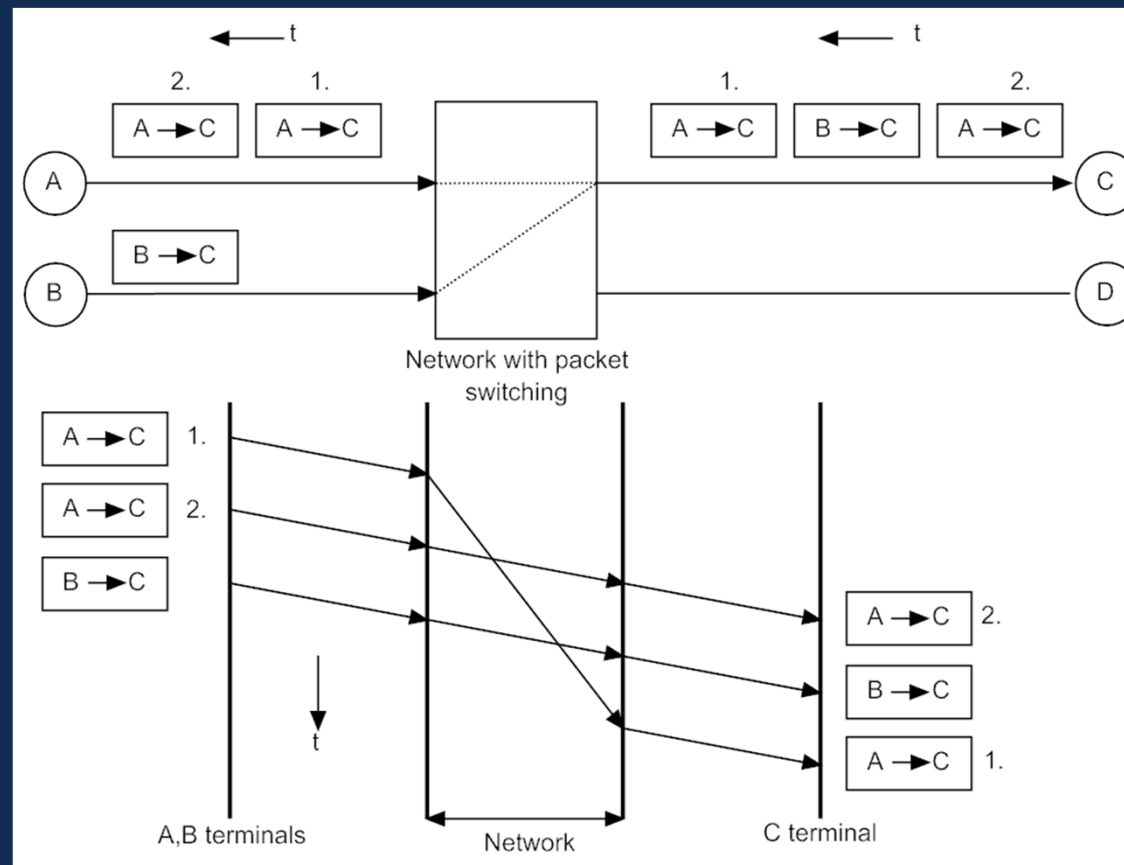 t
t
2.
1.
1.
2.
A → C
A → C
A → C
B → C
A → C
A
C
B → C
B
D
Network with packet
switching
A → C
1.
A → C
2.
B → C
A → C
2.
B → C
A → C
1.
t
A,B terminals
Network
C terminal